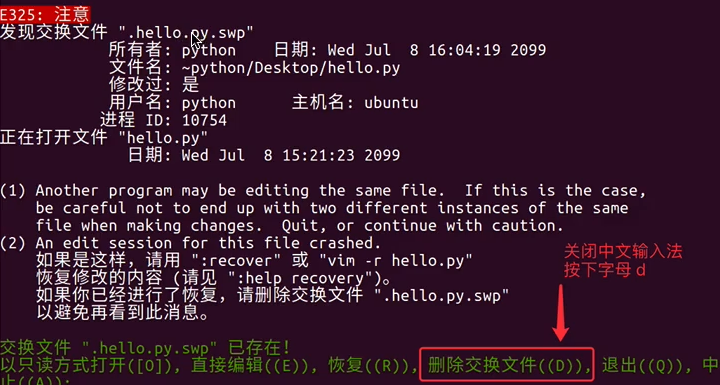 E325: 注意
发现交换文件 ".hello.py.swp"
所有者: python    日期: Wed Jul  8 16:04:19 2099
文件名: ~python/Desktop/hello.py
修改过: 是
用户名: python      主机名: ubuntu
进程 ID: 10754
正在打开文件 "hello.py"
日期: Wed Jul  8 15:21:23 2099
(1) Another program may be editing the same file.  If this is the case,
be careful not to end up with two different instances of the same
file when making changes.  Quit, or continue with caution.
(2) An edit session for this file crashed.
如果是这样, 请用 ":recover" 或 "vim -r hello.py"
恢复修改的内容 (请见 ":help recovery")。
如果你已经进行了恢复, 请删除交换文件 ".hello.py.swp"
以避免再看到此消息。
关闭中文输入法
按下字母 d
交换文件 ".hello.py.swp" 已存在!
以只读方式打开([O]), 直接编辑((E)), 恢复((R)), 删除交换文件((D)), 退出((Q)), 中
止((A)):